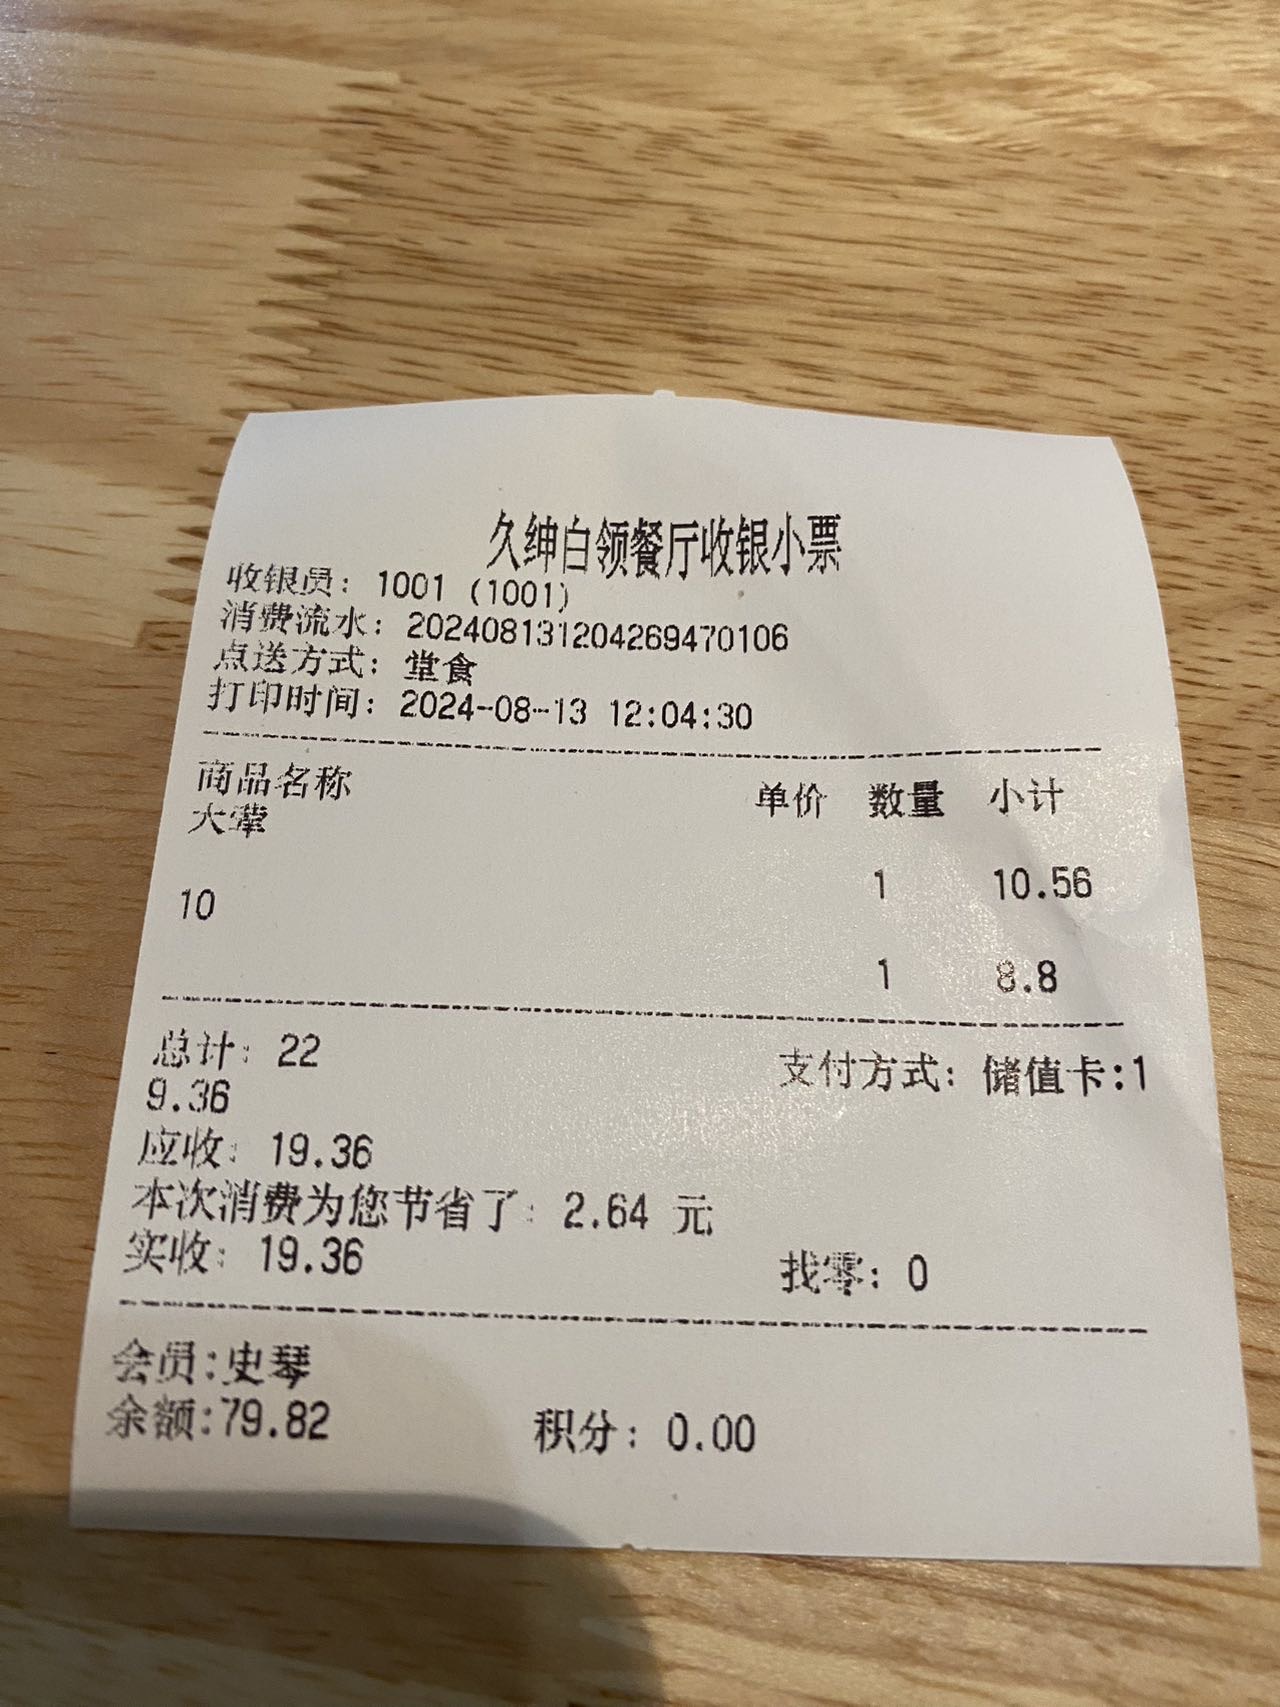 久绅白领餐厅收银小票
收银员：1001 (1001)
消费流水：202408131204269470106
点送方式：堂食
打印时间：2024-08-13 12:04:30
商品名称 单价 数量 小计
大荤
1 10.56
10
1 8.8
总计：22 支付方式：储值卡:1
9.36
应收：19.36
本次消费为您节省了：2.64 元
实收：19.36 找零：0
会员:史琴
余额:79.82 积分：0.00